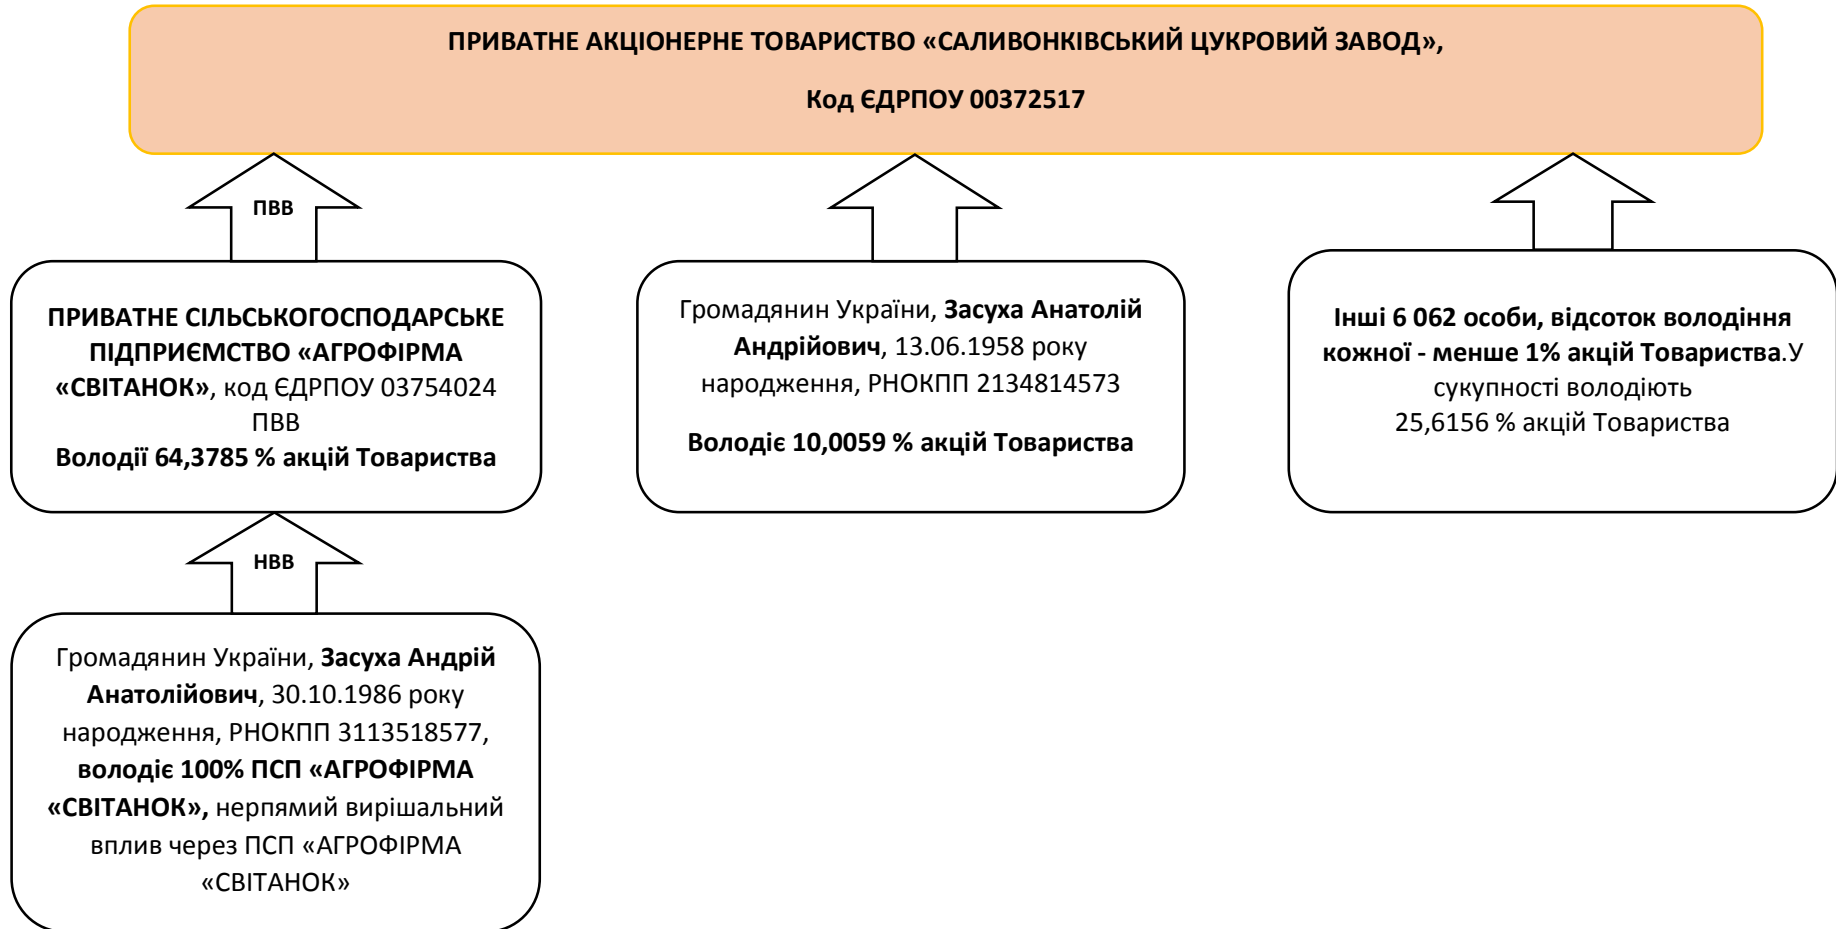 ПРИВАТНЕ АКЦІОНЕРНЕ ТОВАРИСТВО «САЛИВОНКІВСЬКИЙ ЦУКРОВИЙ ЗАВОД»,
Код ЄДРПОУ 00372517
ПВВ
ПРИВАТНЕ СІЛЬСЬКОГОСПОДАРСЬКЕ
ПІДПРИЄМСТВО «АГРОФІРМА
«СВІТАНОК», код ЄДРПОУ 03754024
ПВВ
Володії 64,3785 % акцій Товариства
Громадянин України, Засуха Анатолій
Андрійович, 13.06.1958 року
народження, РНОКПП 2134814573
Володіє 10,0059 % акцій Товариства
Інші 6 062 особи, відсоток володіння
кожної - менше 1% акцій Товариства.У
сукупності володіють
25,6156 % акцій Товариства
НВВ
Громадянин України, Засуха Андрій
Анатолійович, 30.10.1986 року
народження, РНОКПП 3113518577,
володіє 100% ПСП «АГРОФІРМА
«СВІТАНОК», нерпямий вирішальний
вплив через ПСП «АГРОФІРМА
«СВІТАНОК»